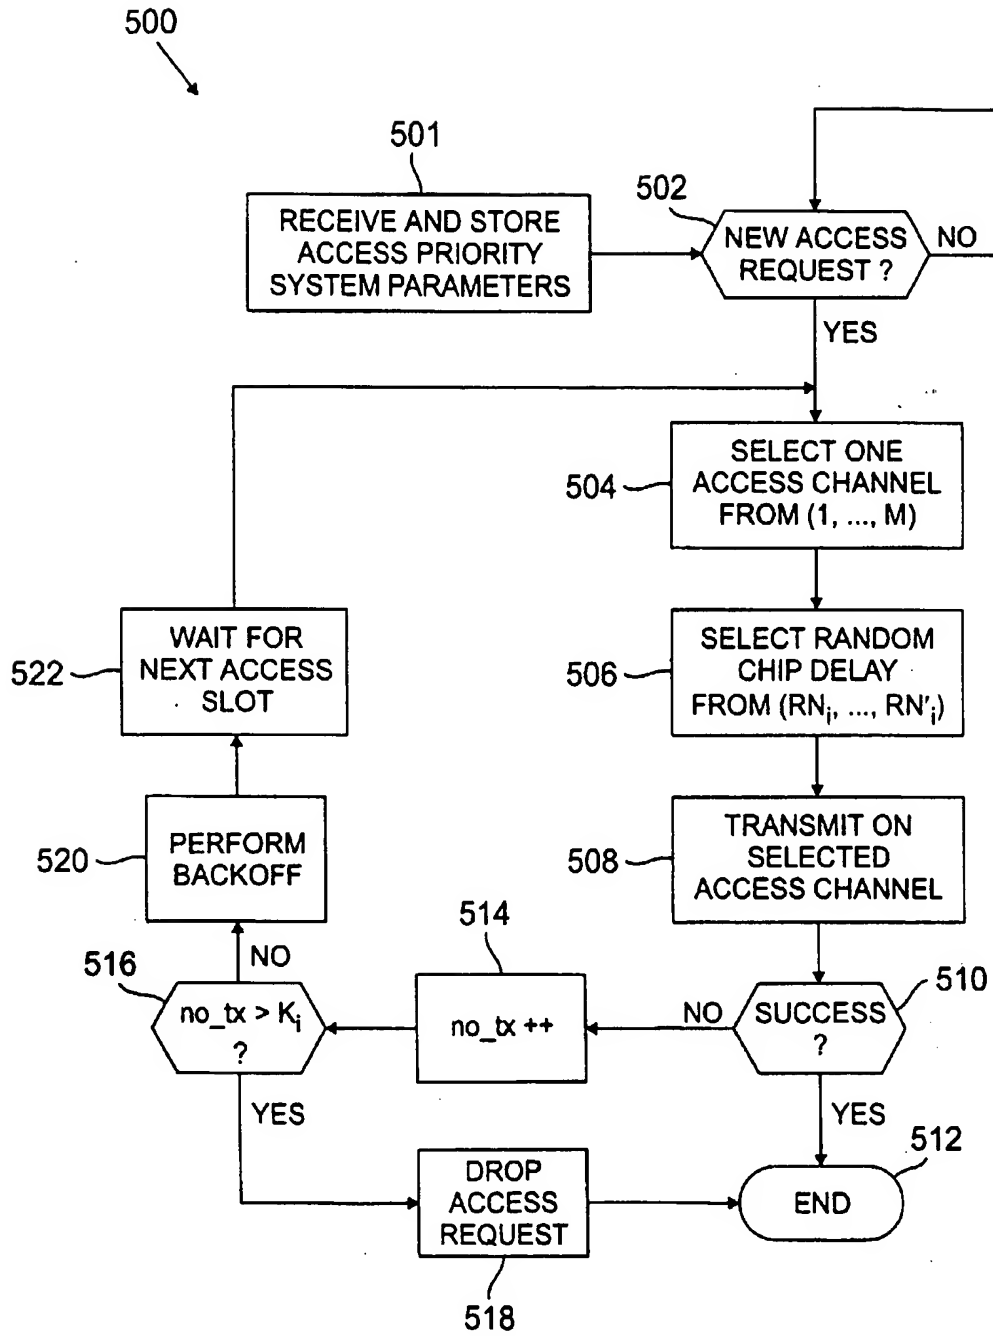 500
501
RECEIVE AND STORE
ACCESS PRIORITY
SYSTEM PARAMETERS
502
NEW ACCESS
REQUEST ?
NO
YES
504
SELECT ONE
ACCESS CHANNEL
FROM (1, ..., M)
522
WAIT FOR
NEXT ACCESS
SLOT
506
SELECT RANDOM
CHIP DELAY
FROM (RNi, ..., RN'i)
520
PERFORM
BACKOFF
508
TRANSMIT ON
SELECTED
ACCESS CHANNEL
516
no_tx > Ki
?
NO
YES
514
no_tx ++
NO
510
SUCCESS
?
YES
518
DROP
ACCESS
REQUEST
512
END